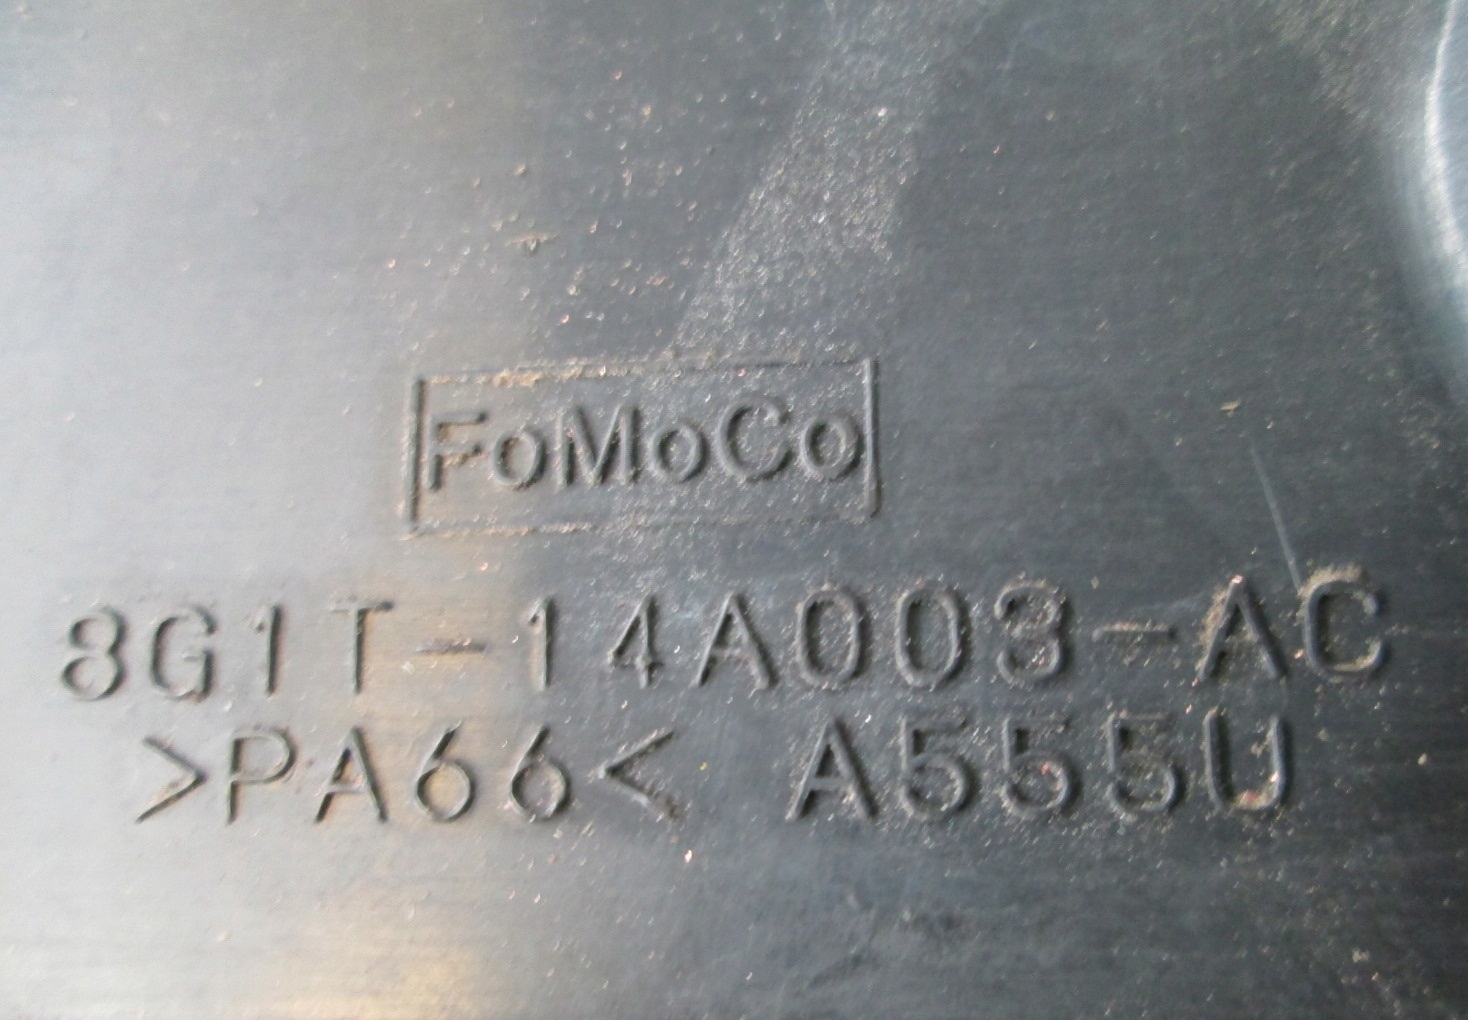 FoMoCo
8G1T-14A003-AC
>PA66< A555U